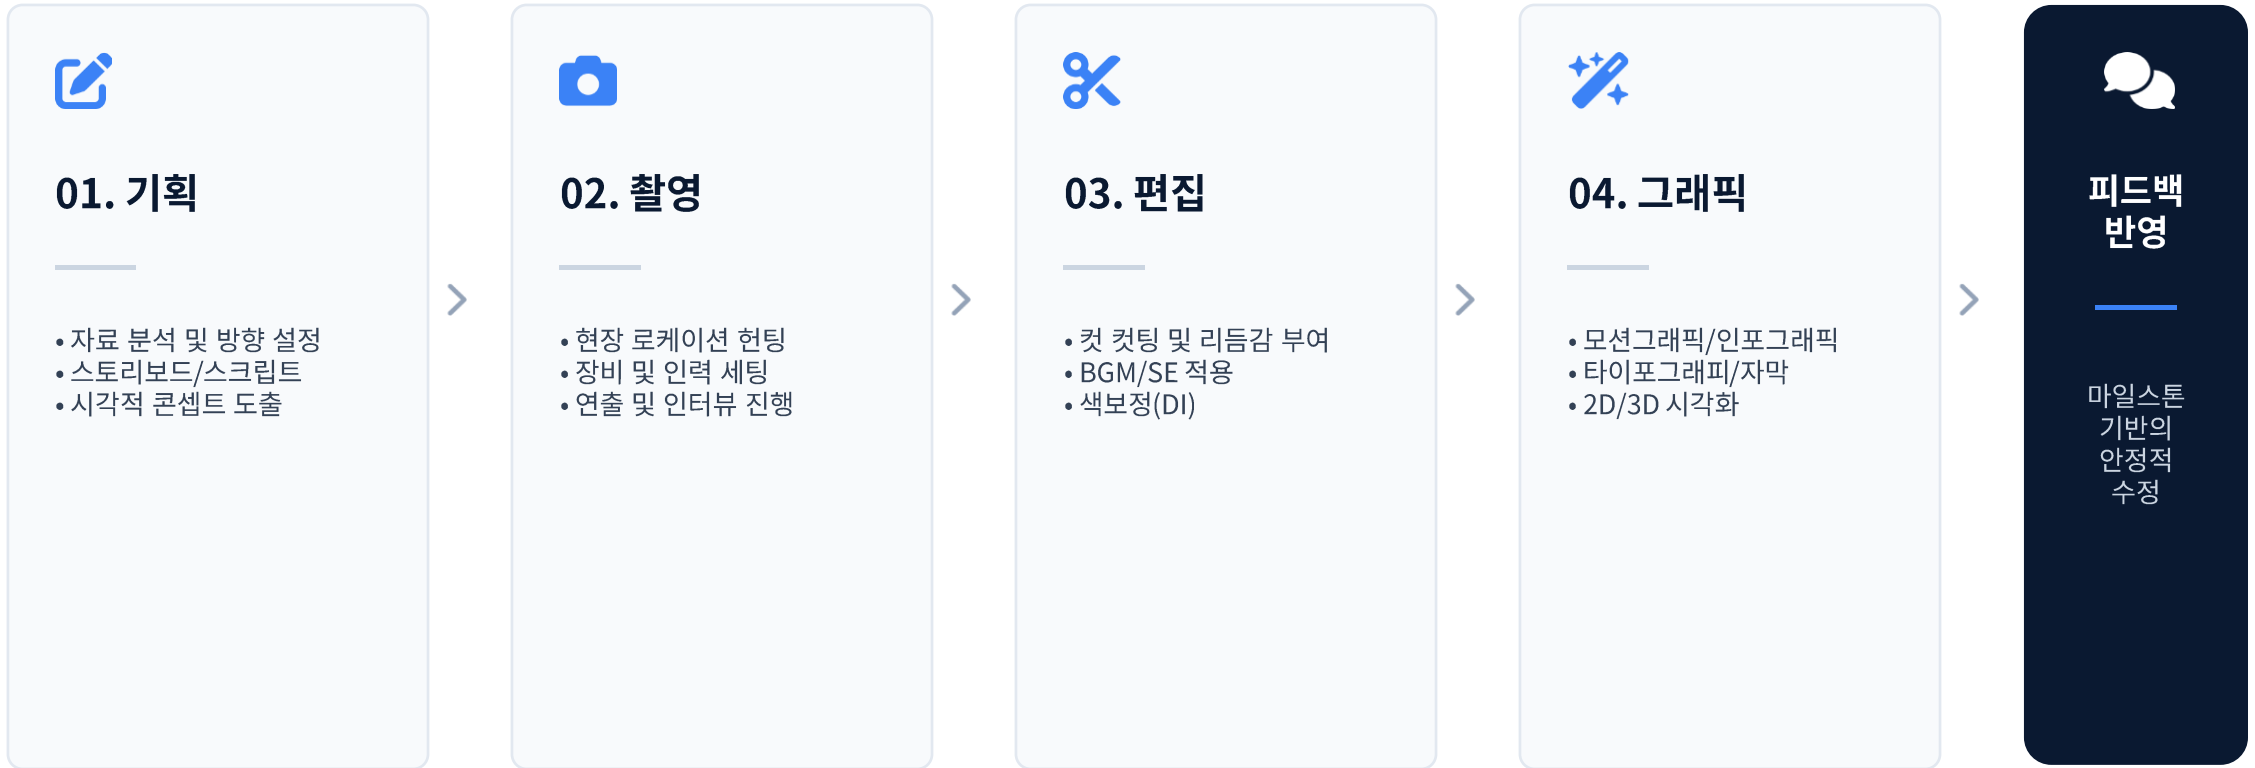 01. 기획
• 자료 분석 및 방향 설정
• 스토리보드/스크립트
• 시각적 콘셉트 도출
02. 촬영
• 현장 로케이션 헌팅
• 장비 및 인력 세팅
• 연출 및 인터뷰 진행
03. 편집
• 컷 컷팅 및 리듬감 부여
• BGM/SE 적용
• 색보정(DI)
04. 그래픽
• 모션그래픽/인포그래픽
• 타이포그래피/자막
• 2D/3D 시각화
피드백
반영
마일스톤
기반의
안정적
수정